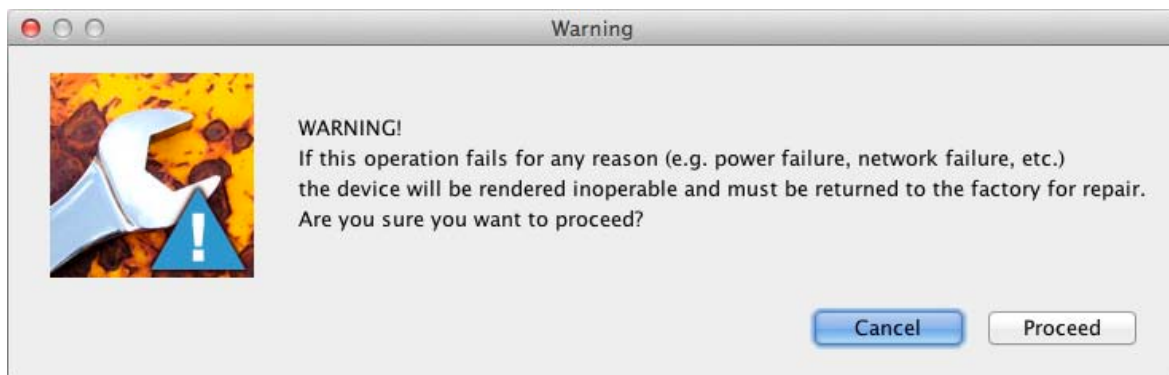 Warning
WARNING!
If this operation fails for any reason (e.g. power failure, network failure, etc.)
the device will be rendered inoperable and must be returned to the factory for repair.
Are you sure you want to proceed?
Cancel Proceed